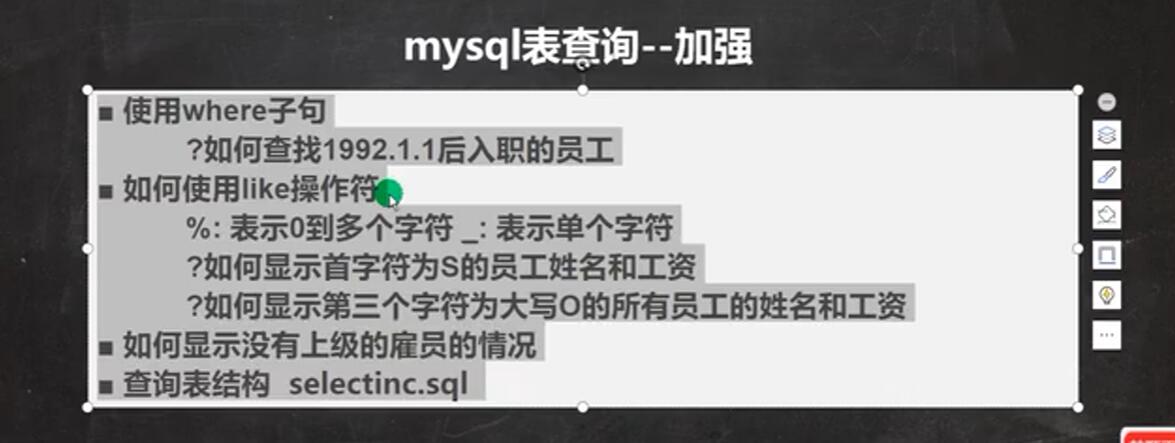 mysql表查询--加强
■ 使用where子句
?如何查找1992.1.1后入职的员工
■ 如何使用like操作符
%: 表示0到多个字符 _: 表示单个字符
?如何显示首字符为S的员工姓名和工资
?如何显示第三个字符为大写O的所有员工的姓名和工资
■ 如何显示没有上级的雇员的情况
■ 查询表结构 selectinc.sql